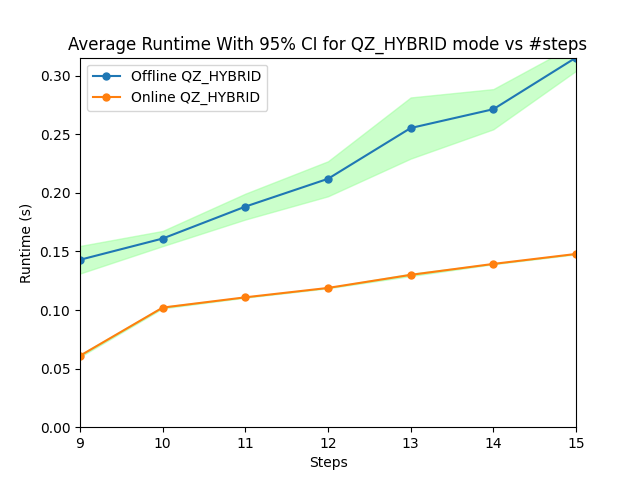 Average Runtime With 95% CI for QZ_HYBRID mode vs #steps
Offline QZ_HYBRID
Online QZ_HYBRID
Runtime (s)
0.30
0.25
0.20
0.15
0.10
0.05
0.00
9 10 11 12 13 14 15
Steps